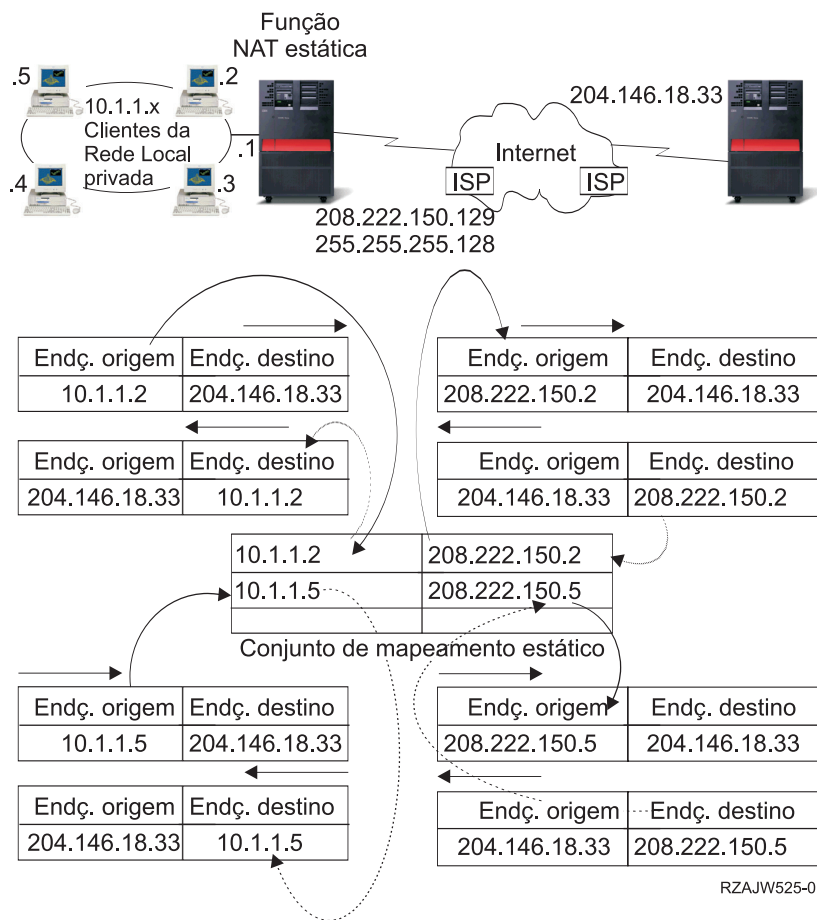 Função
NAT estática
.5
.2
10.1.1.x
Clientes da
Rede Local
privada
.1
.4
.3
204.146.18.33
Internet
ISP
ISP
208.222.150.129
255.255.255.128
Endç. origem Endç. destino
10.1.1.2 204.146.18.33
Endç. origem Endç. destino
204.146.18.33 10.1.1.2
Endç. origem Endç. destino
208.222.150.2 204.146.18.33
Endç. origem Endç. destino
204.146.18.33 208.222.150.2
10.1.1.2 208.222.150.2
10.1.1.5 208.222.150.5
Conjunto de mapeamento estático
Endç. origem Endç. destino
10.1.1.5 204.146.18.33
Endç. origem Endç. destino
204.146.18.33 10.1.1.5
Endç. origem Endç. destino
208.222.150.5 204.146.18.33
Endç. origem Endç. destino
204.146.18.33 208.222.150.5
RZAJW525-0